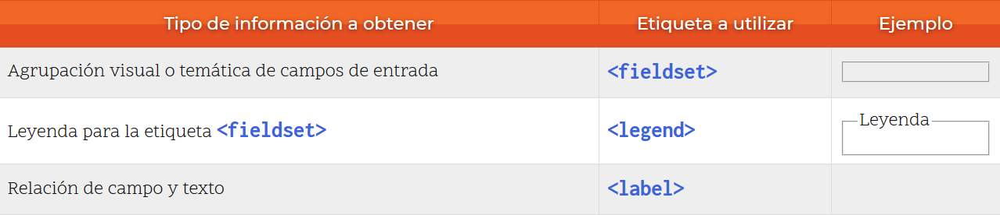 Tipo de información a obtener Etiqueta a utilizar Ejemplo
Agrupación visual o temática de campos de entrada <fieldset>
Leyenda para la etiqueta <fieldset> <legend> Leyenda
Relación de campo y texto <label>